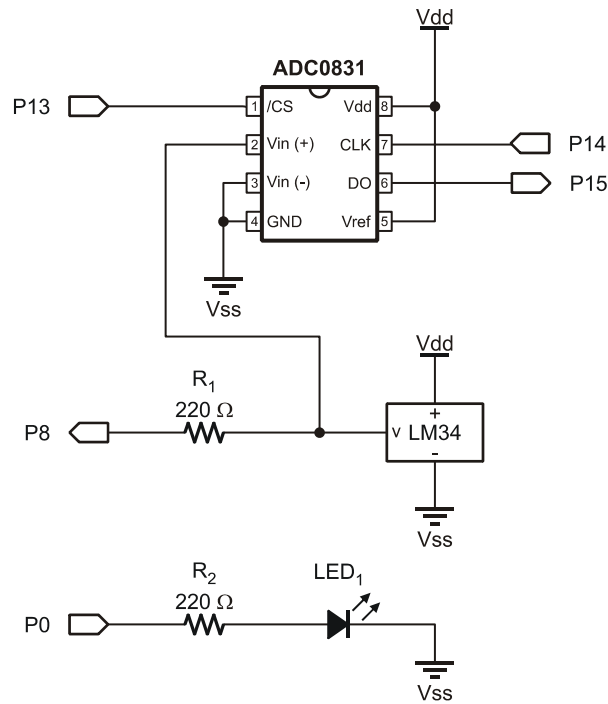 Vdd
ADC0831
P13
1 /CS Vdd 8
2 Vin (+) CLK 7
P14
3 Vin (-) DO 6
P15
4 GND Vref 5
Vss
Vdd
R1
220 Ω
P8
+
v LM34
-
Vss
R2
220 Ω
LED1
P0
Vss